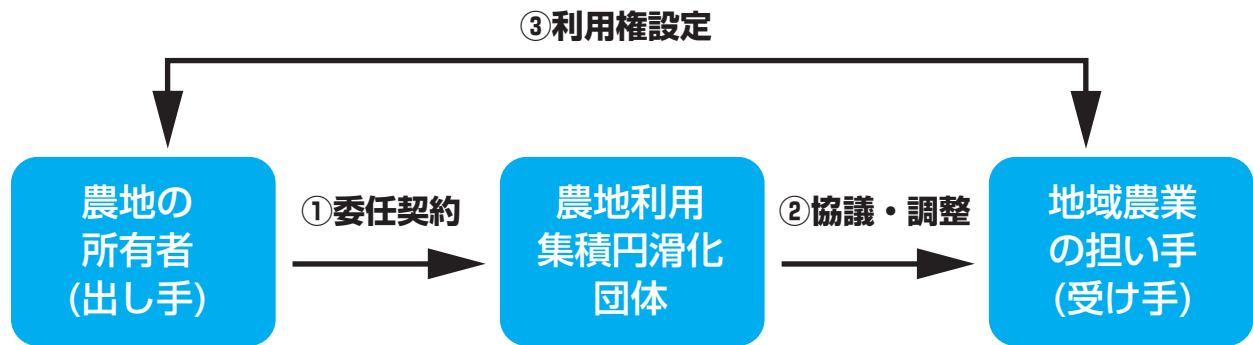 ③利用権設定
農地の
所有者
(出し手)
①委任契約
農地利用
集積円滑化
団体
②協議・調整
地域農業
の担い手
(受け手)